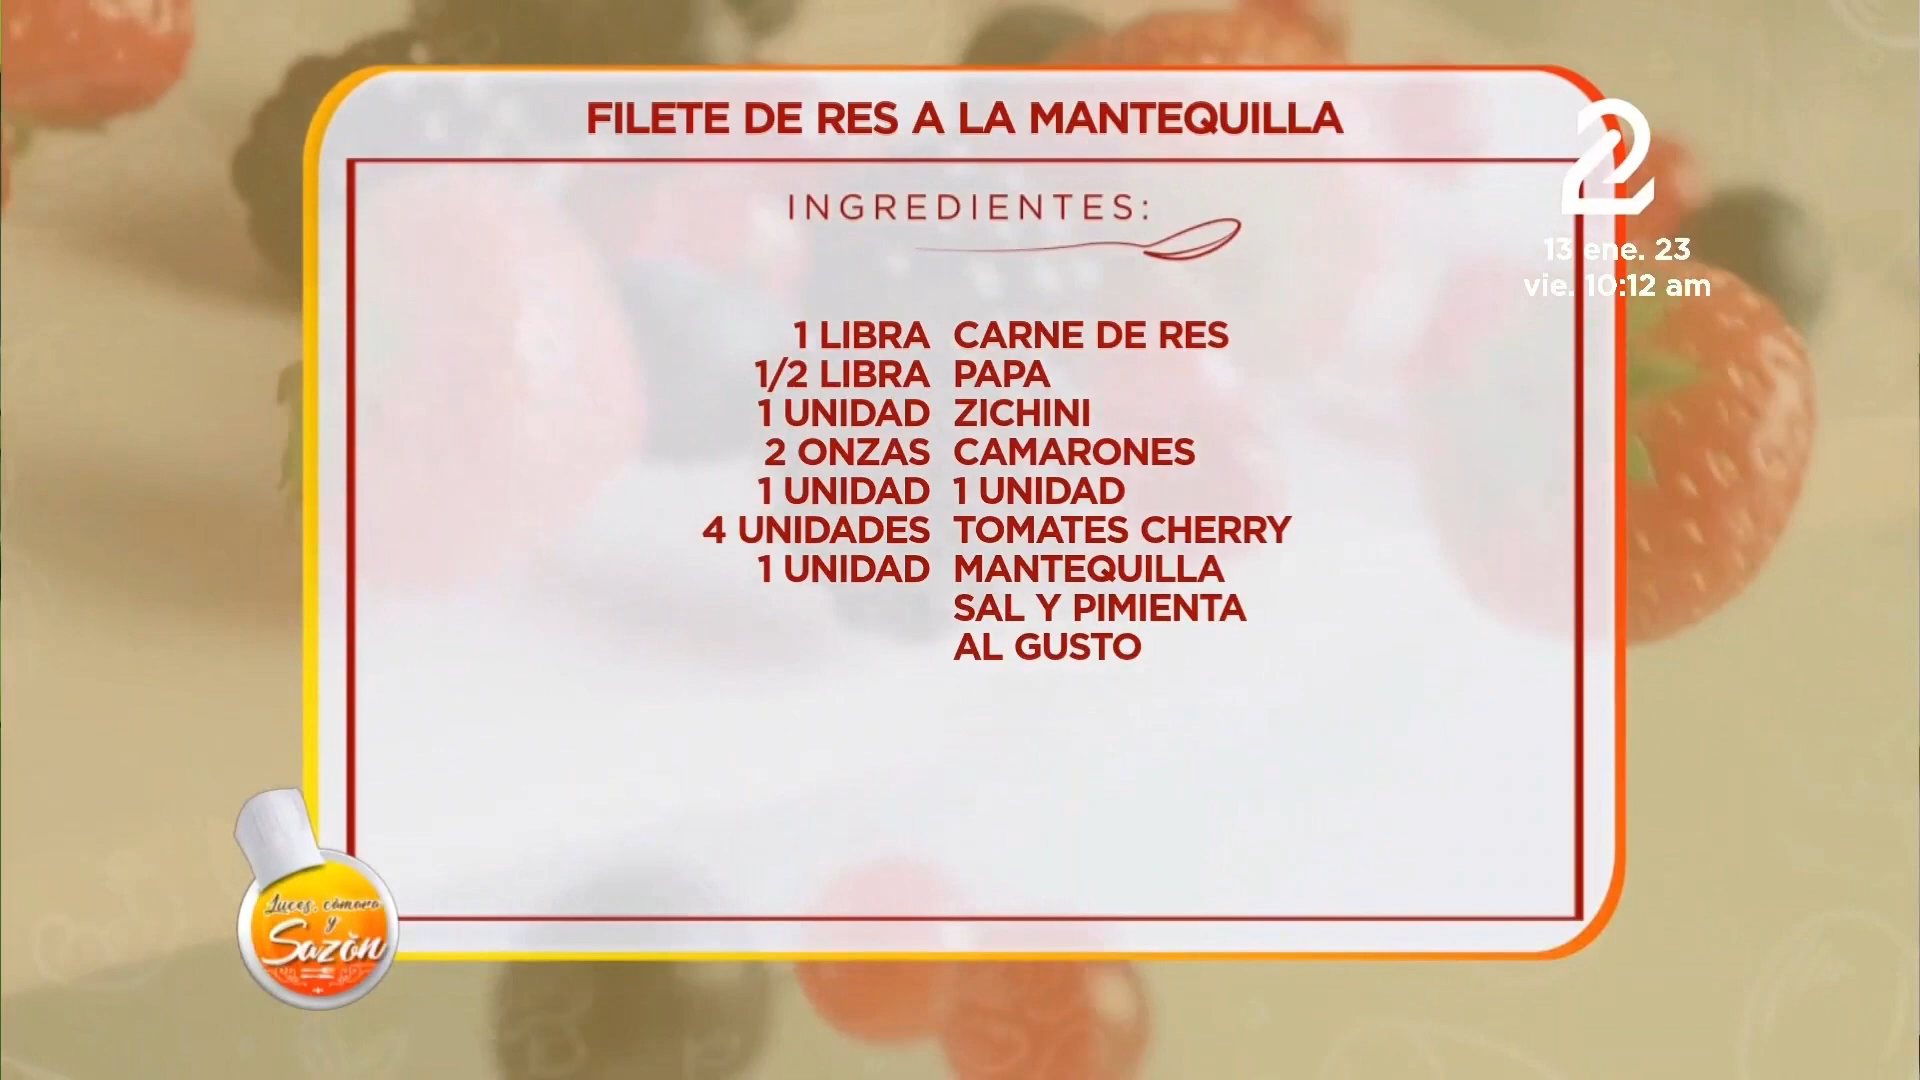 FILETE DE RES A LA MANTEQUILLA
INGREDIENTES:
13 ene. 23
vie. 10:12 am
1 LIBRA CARNE DE RES
1/2 LIBRA PAPA
1 UNIDAD ZICHINI
2 ONZAS CAMARONES
1 UNIDAD 1 UNIDAD
4 UNIDADES TOMATES CHERRY
1 UNIDAD MANTEQUILLA
SAL Y PIMIENTA
AL GUSTO
2
Luces, cámara
y
Sazòn